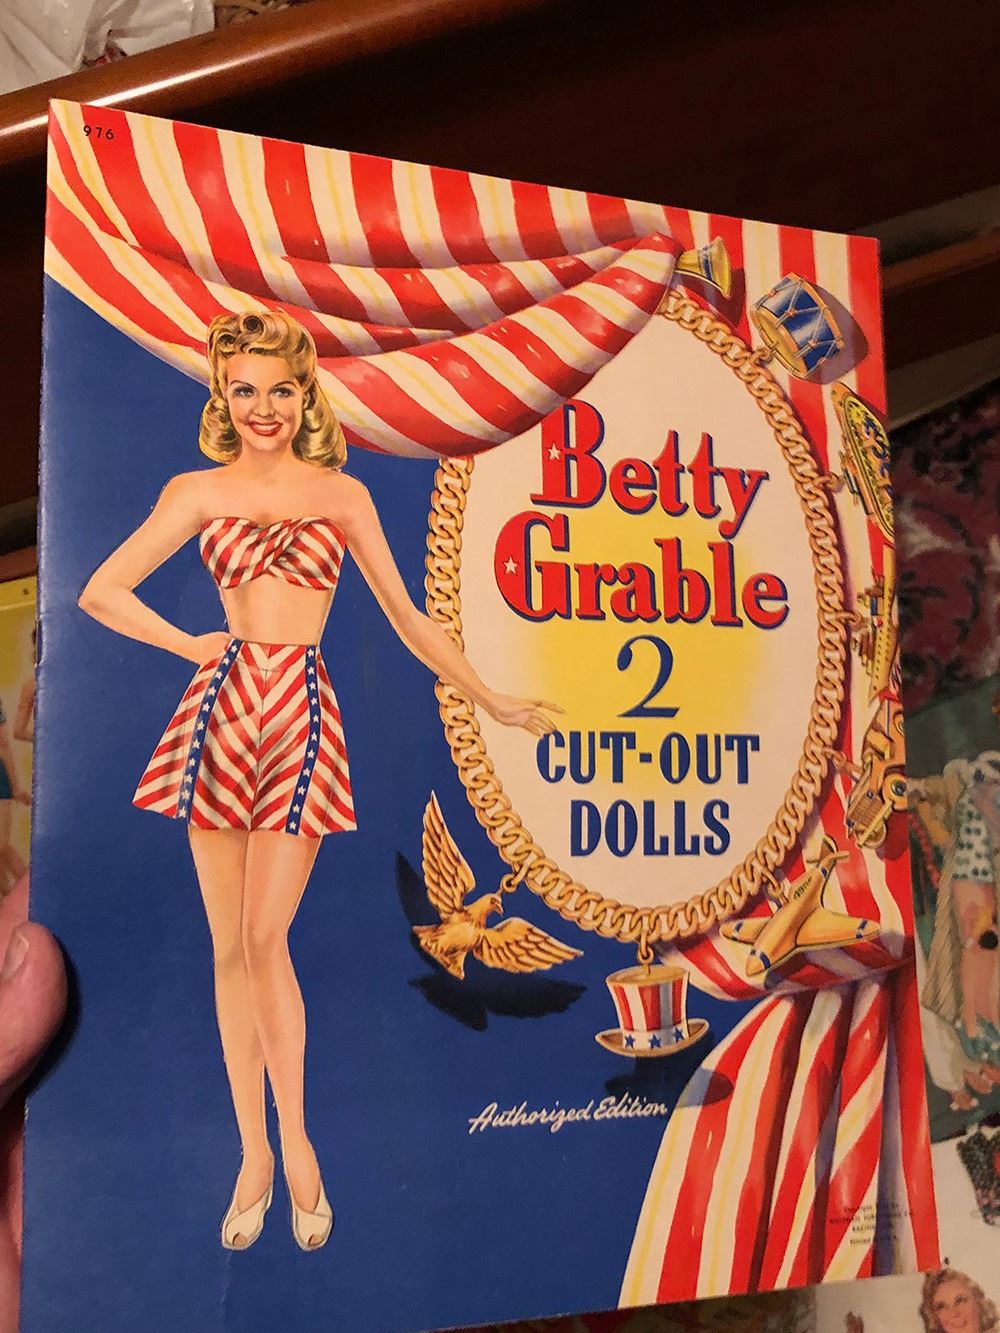 976
Betty
Grable
2
CUT-OUT
DOLLS
Authorized Edition